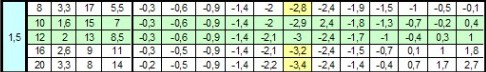 8 3,3 17 5,5 -0,3 -0,6 -0,9 -1,4 -2 -2,8 -2,4 -1,9 -1,5 -1 -0,5 -0,1
10 1,6 15 7 -0,3 -0,6 -0,9 -1,4 -2 -2,9 2,4 -1,8 -1,3 -0,7 -0,2 0,4
1,5 12 2 13 8,5 -0,3 -0,6 -0,9 -1,4 -2,1 -3 -2,4 -1,7 -1 -0,4 0,3 1
16 2,6 9 11 -0,3 -0,5 -0,9 -1,4 -2,1 -3,2 -2,4 -1,5 -0,7 0,1 1 1,8
20 3,3 8 14 -0,2 -0,5 -0,9 -1,4 -2,2 -3,4 -2,4 -1,4 -0,4 0,7 1,7 2,7